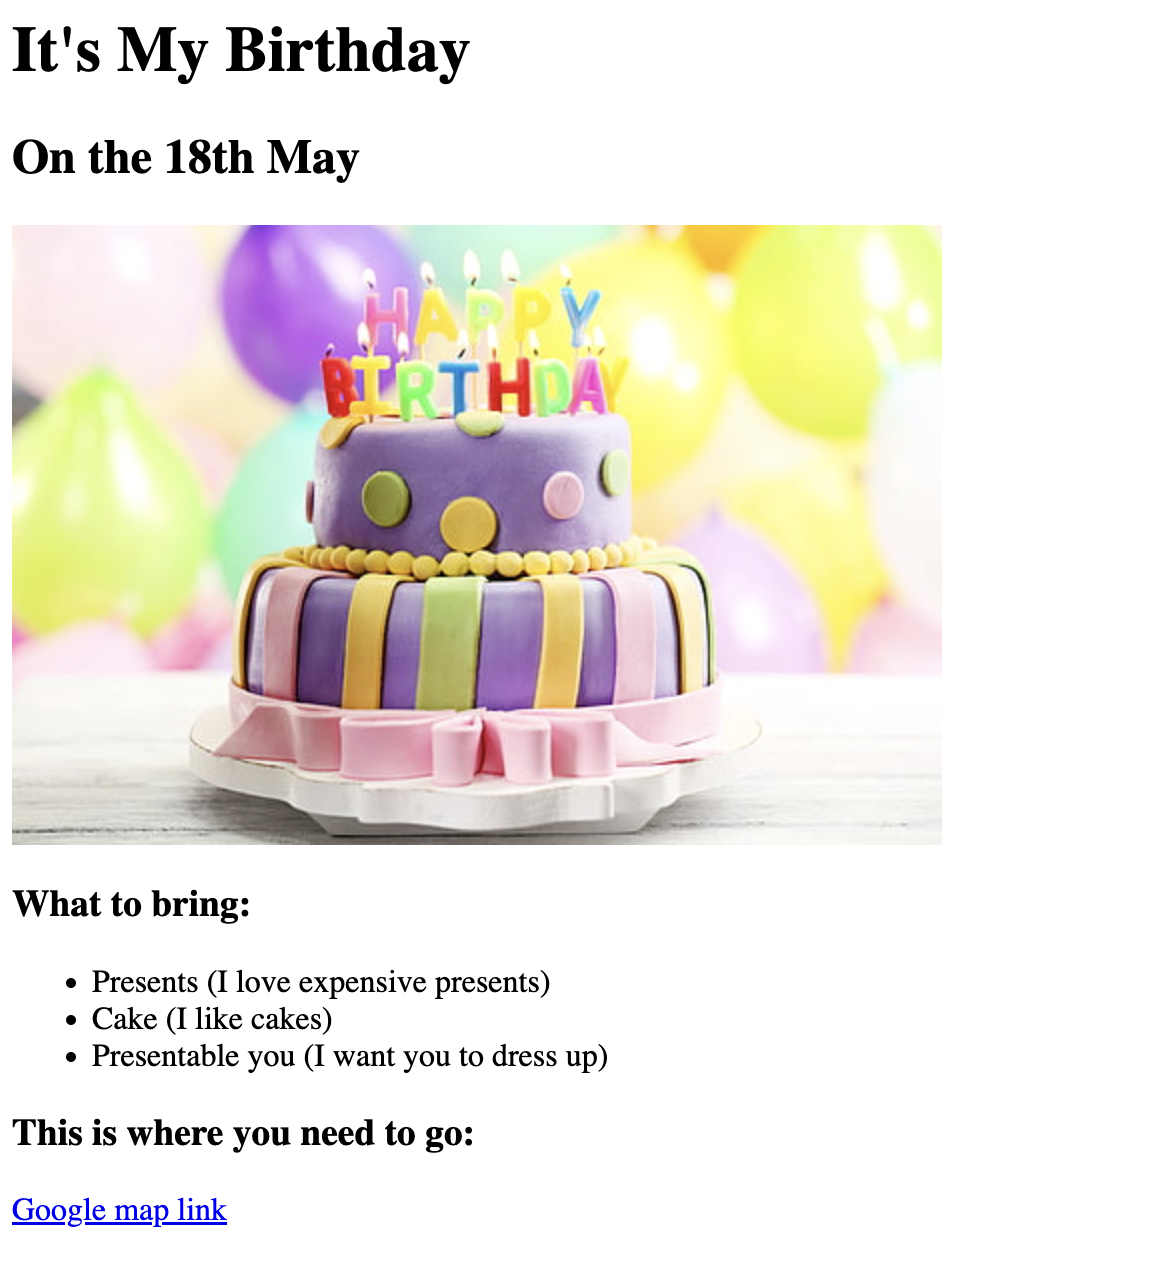 It's My Birthday
On the 18th May
HAPPY
BIRTHDAY
What to bring:
Presents (I love expensive presents)
Cake (I like cakes)
Presentable you (I want you to dress up)
This is where you need to go:
Google map link